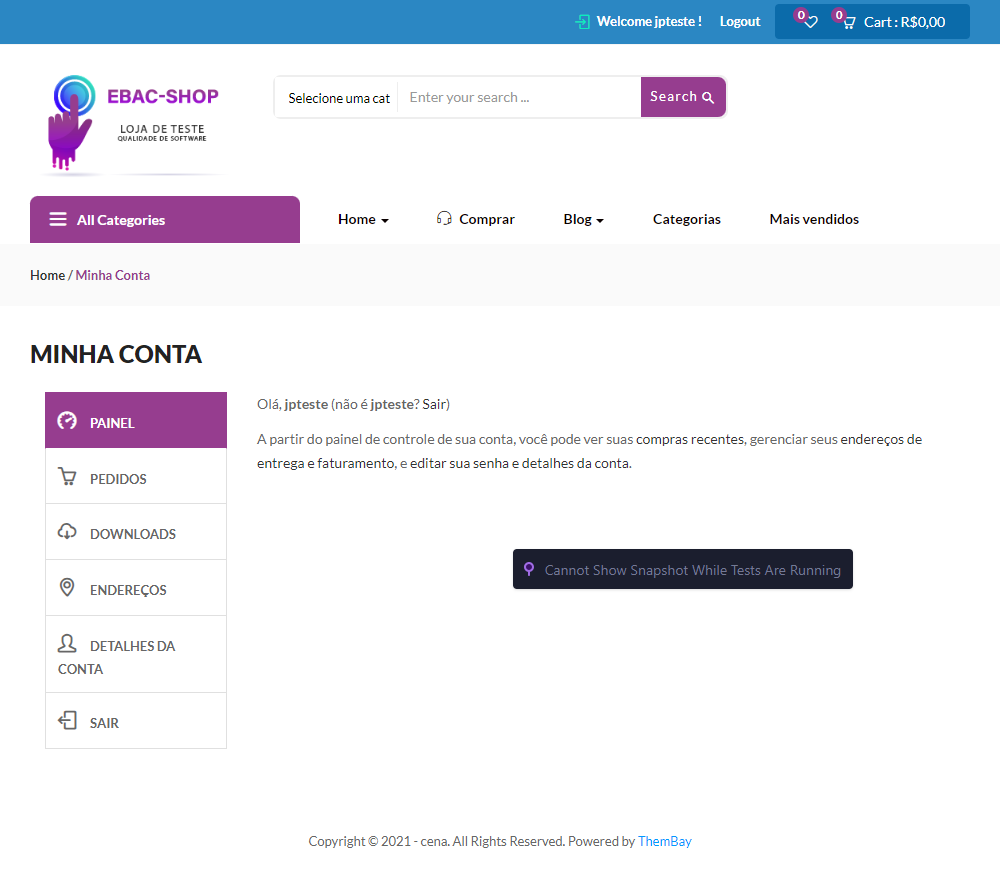 Welcome jpteste ! Logout 0 0 Cart : R$0,00
EBAC-SHOP
LOJA DE TESTE
QUALIDADE DE SOFTWARE
Selecione uma cat Enter your search ... Search
All Categories Home Comprar Blog Categorias Mais vendidos
Home / Minha Conta
MINHA CONTA
PAINEL
PEDIDOS
DOWNLOADS
ENDEREÇOS
DETALHES DA
CONTA
SAIR
Olá, jpteste (não é jpteste? Sair)
A partir do painel de controle de sua conta, você pode ver suas compras recentes, gerenciar seus endereços de
entrega e faturamento, e editar sua senha e detalhes da conta.
Cannot Show Snapshot While Tests Are Running
Copyright © 2021 - cena. All Rights Reserved. Powered by ThemBay